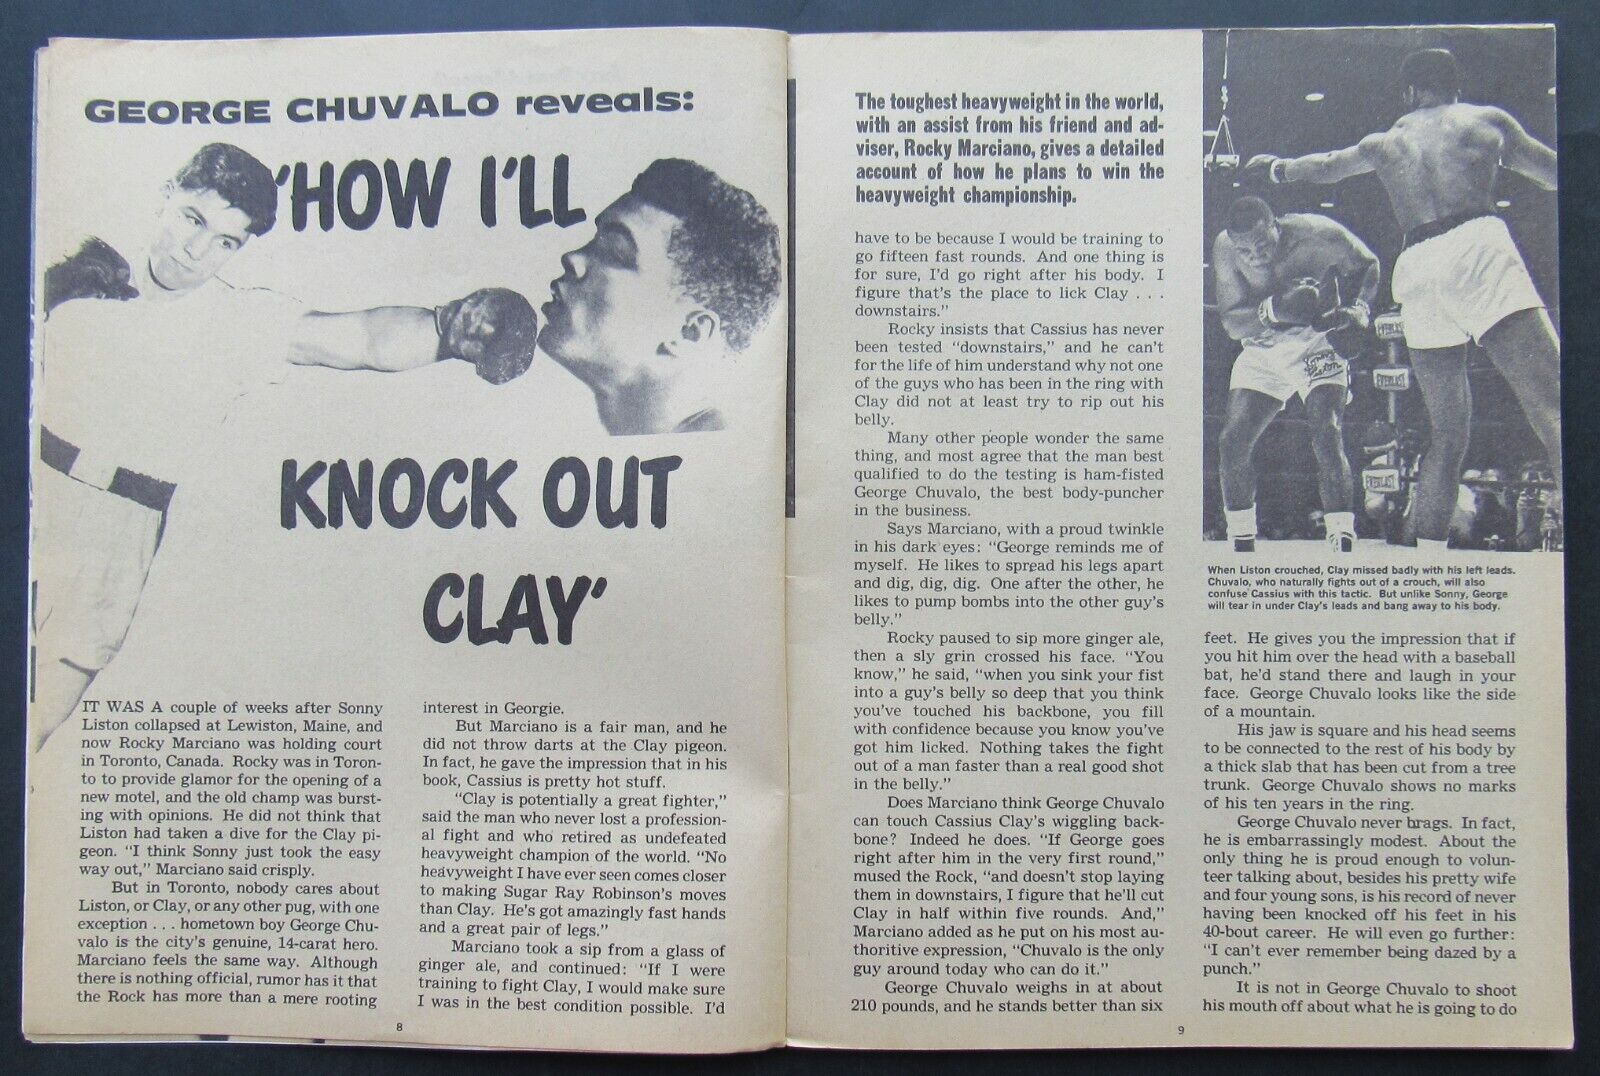 GEORGE CHUVALO reveals:
'HOW I'LL
KNOCK OUT
CLAY'
IT WAS A couple of weeks after Sonny
Liston collapsed at Lewiston, Maine, and
now Rocky Marciano was holding court
in Toronto, Canada. Rocky was in Toron-
to to provide glamor for the opening of a
new motel, and the old champ was burst-
ing with opinions. He did not think that
Liston had taken a dive for the Clay pi-
geon. "I think Sonny just took the easy
way out," Marciano said crisply.
But in Toronto, nobody cares about
Liston, or Clay, or any other pug, with one
exception . . . hometown boy George Chu-
valo is the city's genuine, 14-carat hero.
Marciano feels the same way. Although
there is nothing official, rumor has it that
the Rock has more than a mere rooting
interest in Georgie.
But Marciano is a fair man, and he
did not throw darts at the Clay pigeon.
In fact, he gave the impression that in his
book, Cassius is pretty hot stuff.
"Clay is potentially a great fighter,"
said the man who never lost a profession-
al fight and who retired as undefeated
heavyweight champion of the world. "No
heavyweight I have ever seen comes closer
to making Sugar Ray Robinson's moves
than Clay. He's got amazingly fast hands
and a great pair of legs."
Marciano took a sip from a glass of
ginger ale, and continued: "If I were
training to fight Clay, I would make sure
I was in the best condition possible. I'd
8
The toughest heavyweight in the world,
with an assist from his friend and ad-
viser, Rocky Marciano, gives a detailed
account of how he plans to win the
heavyweight championship.
have to be because I would be training to
go fifteen fast rounds. And one thing is
for sure, I'd go right after his body. I
figure that's the place to lick Clay . . .
downstairs."
Rocky insists that Cassius has never
been tested "downstairs," and he can't
for the life of him understand why not one
of the guys who has been in the ring with
Clay did not at least try to rip out his
belly.
Many other people wonder the same
thing, and most agree that the man best
qualified to do the testing is ham-fisted
George Chuvalo, the best body-puncher
in the business.
Says Marciano, with a proud twinkle
in his dark eyes: "George reminds me of
myself. He likes to spread his legs apart
and dig, dig, dig. One after the other, he
likes to pump bombs into the other guy's
belly."
Rocky paused to sip more ginger ale,
then a sly grin crossed his face. "You
know," he said, "when you sink your fist
into a guy's belly so deep that you think
you've touched his backbone, you fill
with confidence because you know you've
got him licked. Nothing takes the fight
out of a man faster than a real good shot
in the belly."
Does Marciano think George Chuvalo
can touch Cassius Clay's wiggling back-
bone? Indeed he does. "If George goes
right after him in the very first round,"
mused the Rock, "and doesn't stop laying
them in downstairs, I figure that he'll cut
Clay in half within five rounds. And,"
Marciano added as he put on his most au-
thoritive expression, "Chuvalo is the only
guy around today who can do it."
George Chuvalo weighs in at about
210 pounds, and he stands better than six
EVERLAST
EVERLAST
EVERLAST
When Liston crouched, Clay missed badly with his left leads.
Chuvalo, who naturally fights out of a crouch, will also
confuse Cassius with this tactic. But unlike Sonny, George
will tear in under Clay's leads and bang away to his body.
feet. He gives you the impression that if
you hit him over the head with a baseball
bat, he'd stand there and laugh in your
face. George Chuvalo looks like the side
of a mountain.
His jaw is square and his head seems
to be connected to the rest of his body by
a thick slab that has been cut from a tree
trunk. George Chuvalo shows no marks
of his ten years in the ring.
George Chuvalo never brags. In fact,
he is embarrassingly modest. About the
only thing he is proud enough to volun-
teer talking about, besides his pretty wife
and four young sons, is his record of never
having been knocked off his feet in his
40-bout career. He will even go further:
"I can't ever remember being dazed by a
punch."
It is not in George Chuvalo to shoot
his mouth off about what he is going to do
9